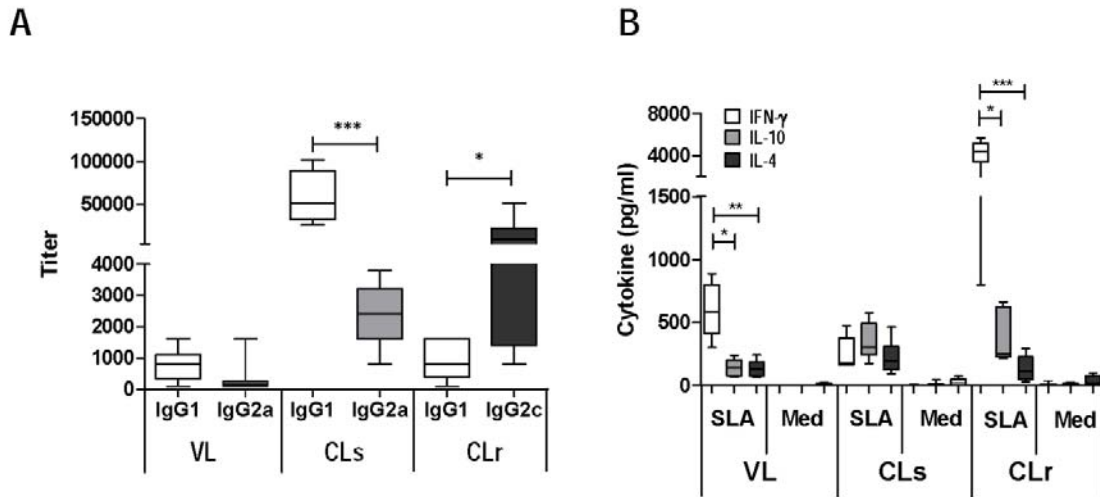 A
Titer
150000
100000
50000
4000
3000
2000
1000
0
***
*
IgG1 IgG2a IgG1 IgG2a IgG1 IgG2c
VL CLs CLr
B
Cytokine (pg/ml)
8000
4000
1500
1000
500
0
IFN-γ
IL-10
IL-4
**
*
***
*
SLA Med SLA Med SLA Med
VL CLs CLr